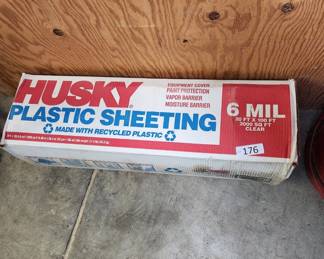 HUSKY
PLASTIC SHEETING
MADE WITH RECYCLED PLASTIC
EQUIPMENT COVER
PAINT PROTECTION
VAPOR BARRIER
MOISTURE BARRIER
6 MIL
20 FT X 100 FT
2000 SQ FT
CLEAR
176